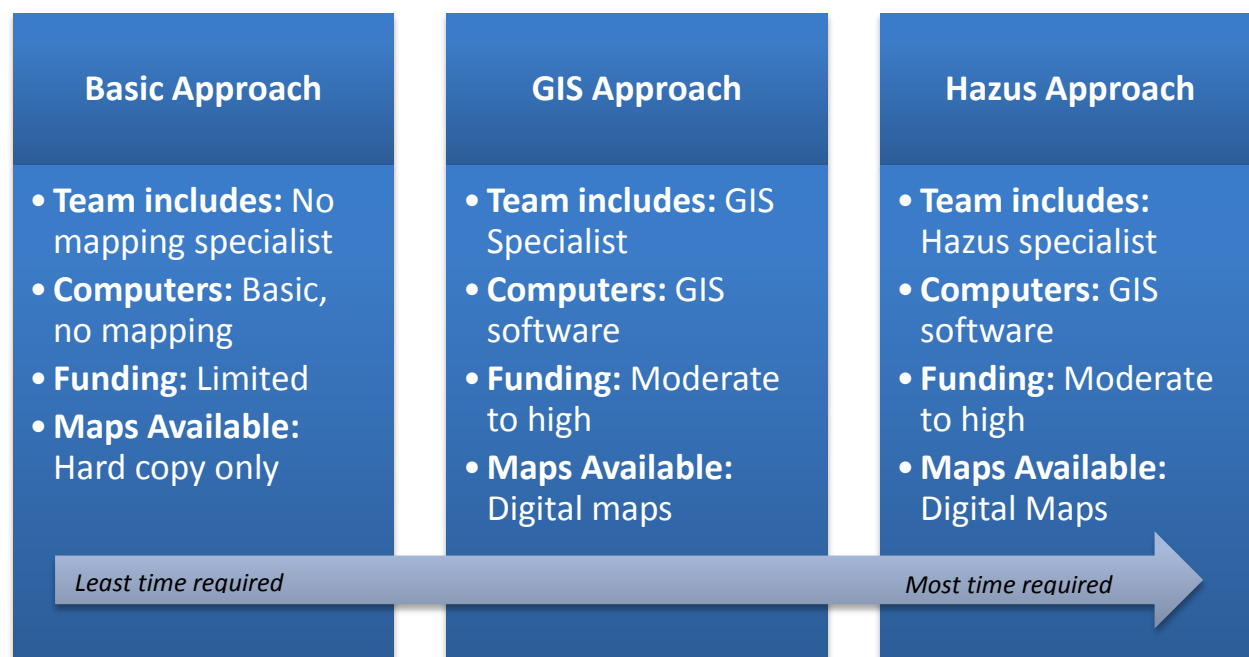 Basic Approach
• Team includes: No
mapping specialist
• Computers: Basic,
no mapping
• Funding: Limited
• Maps Available:
Hard copy only
GIS Approach
• Team includes: GIS
Specialist
• Computers: GIS
software
• Funding: Moderate
to high
• Maps Available:
Digital maps
Hazus Approach
• Team includes:
Hazus specialist
• Computers: GIS
software
• Funding: Moderate
to high
• Maps Available:
Digital Maps
Least time required
Most time required